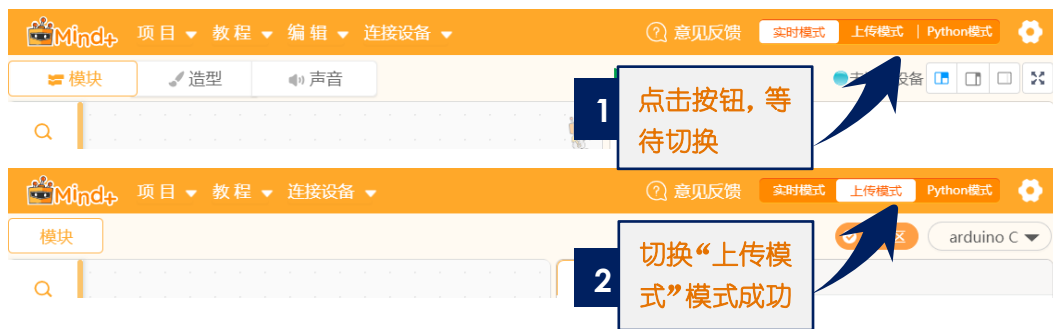 Mind+ 项目 教程 编辑 连接设备 意见反馈 实时模式 上传模式 Python模式
模块 造型 声音 设备
1 点击按钮，等
待切换
Mind+ 项目 教程 连接设备 意见反馈 实时模式 上传模式 Python模式
模块 区 arduino C
2 切换“上传模
式”模式成功